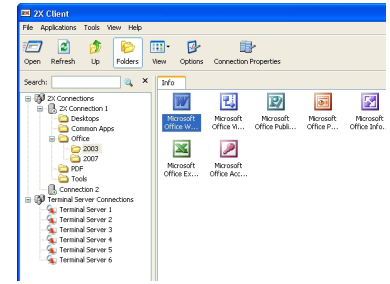 2X Client
File Applications Tools View Help
Open Refresh Up Folders View Options Connection Properties
Search:
Info
2X Connections
2X Connection 1
Desktops
Common Apps
Office
2003
2007
PDF
Tools
Connection 2
Terminal Server Connections
Terminal Server 1
Terminal Server 2
Terminal Server 3
Terminal Server 4
Terminal Server 5
Terminal Server 6
Microsoft Microsoft Microsoft Microsoft Microsoft
Office W... Office Vi... Office Publi... Office P... Office Info.
Microsoft Microsoft
Office Ex... Office Acc...